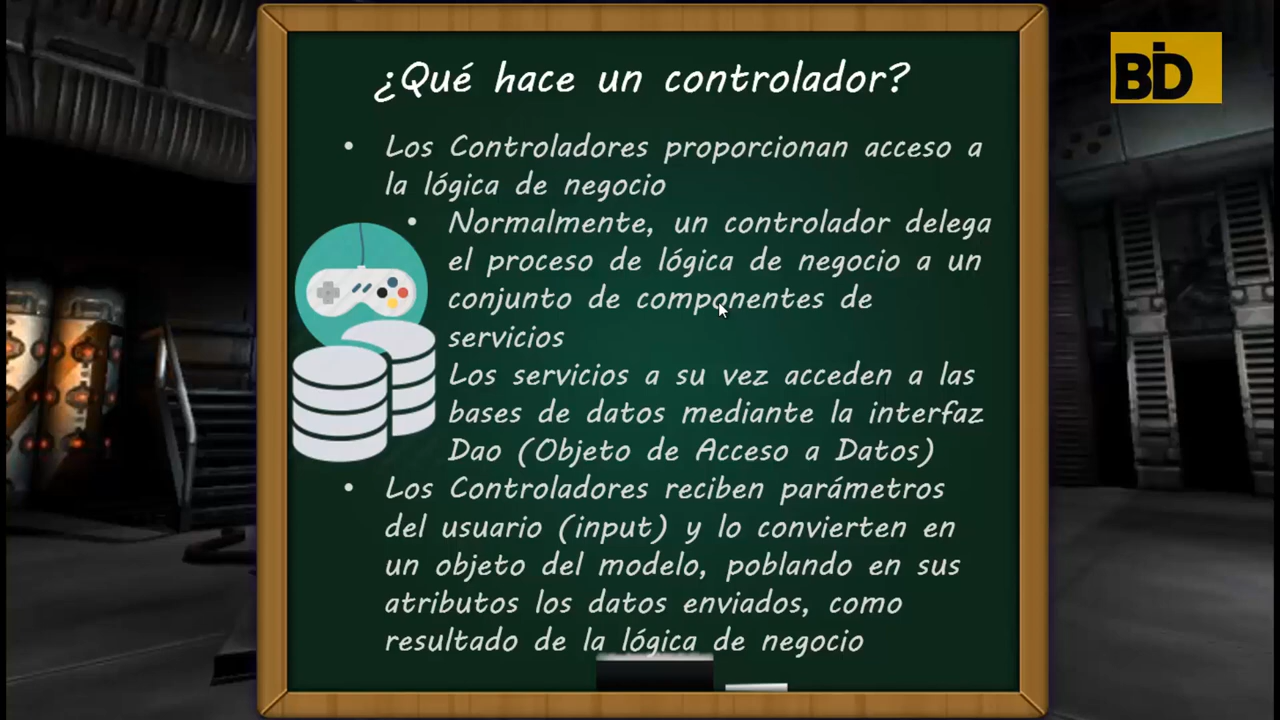 ¿Qué hace un controlador?
BID
• Los Controladores proporcionan acceso a
la lógica de negocio
• Normalmente, un controlador delega
el proceso de lógica de negocio a un
conjunto de componentes de
servicios
Los servicios a su vez acceden a las
bases de datos mediante la interfaz
Dao (Objeto de Acceso a Datos)
• Los Controladores reciben parámetros
del usuario (input) y lo convierten en
un objeto del modelo, poblando en sus
atributos los datos enviados, como
resultado de la lógica de negocio